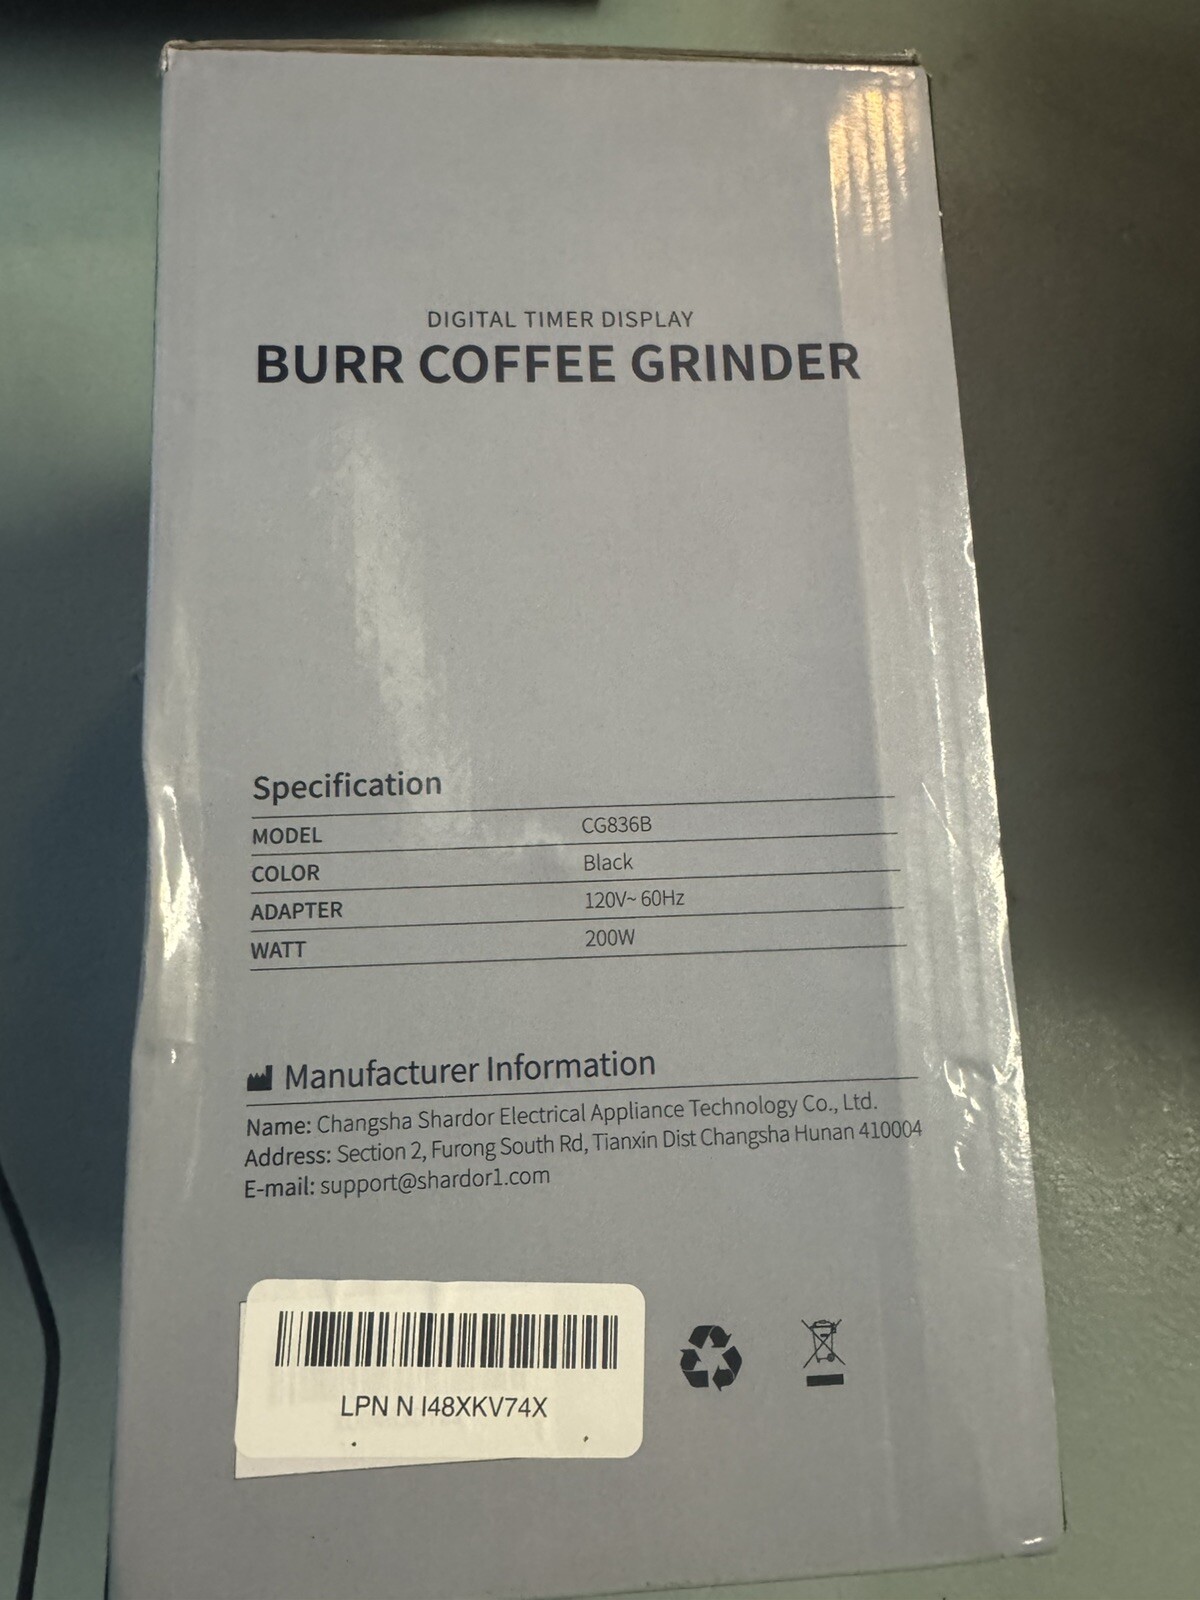 DIGITAL TIMER DISPLAY
BURR COFFEE GRINDER
Specification
MODEL CG836B
COLOR Black
ADAPTER 120V~ 60Hz
WATT 200W
Manufacturer Information
Name: Changsha Shardor Electrical Appliance Technology Co., Ltd.
Address: Section 2, Furong South Rd, Tianxin Dist Changsha Hunan 410004
E-mail: support@shardor1.com
LPN N I48XKV74X